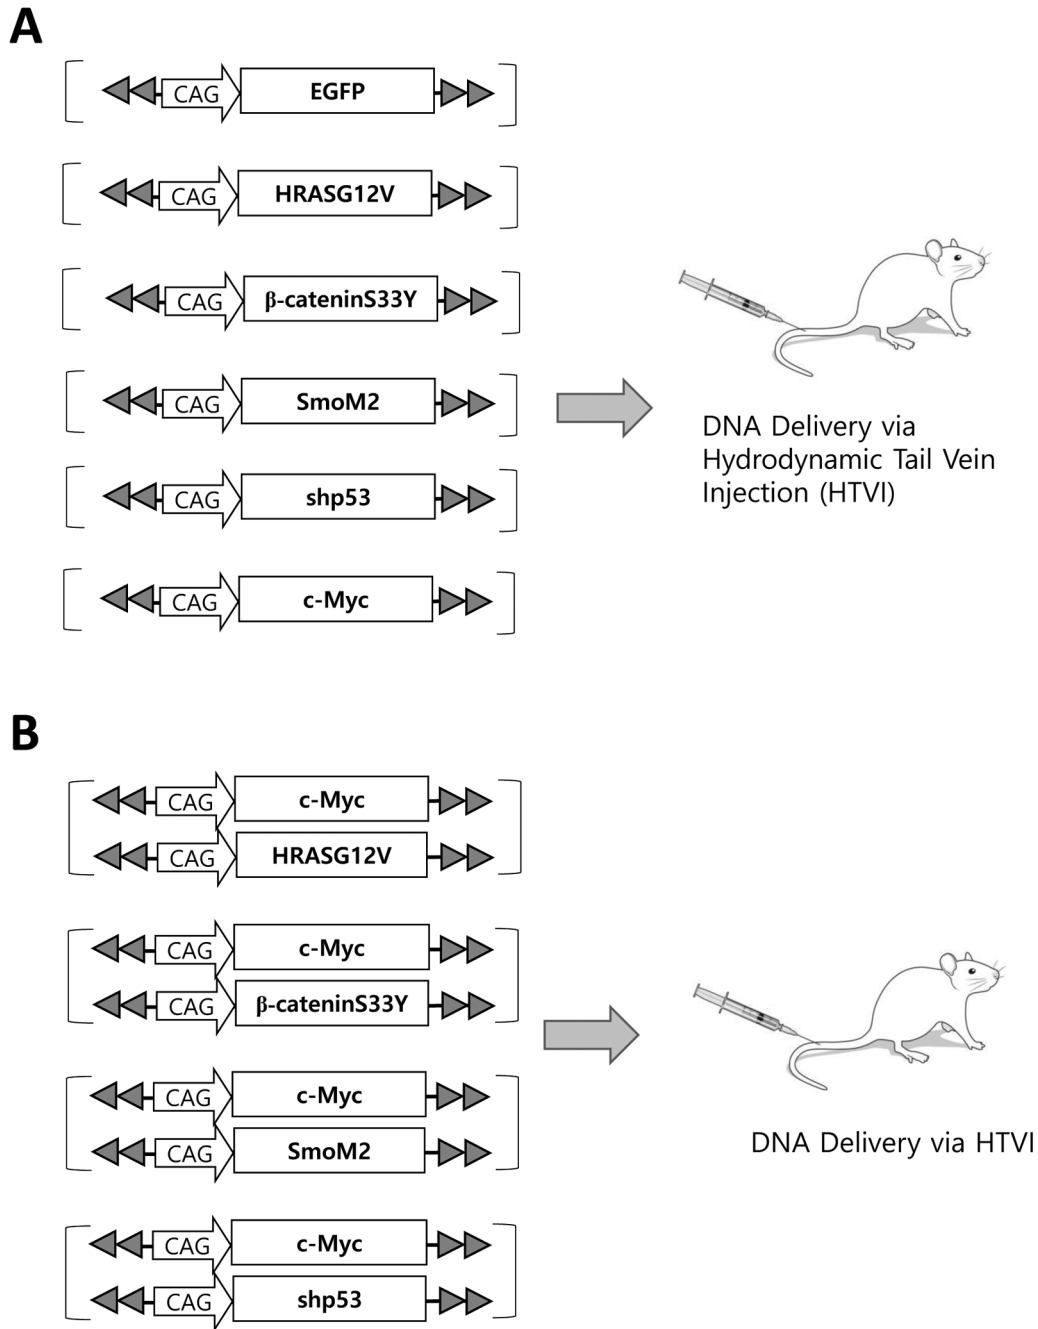 A
CAG EGFP
CAG HRASG12V
CAG β-cateninS33Y
CAG SmoM2
CAG shp53
CAG c-Myc
DNA Delivery via
Hydrodynamic Tail Vein
Injection (HTVI)
B
CAG c-Myc
CAG HRASG12V
CAG c-Myc
CAG β-cateninS33Y
CAG c-Myc
CAG SmoM2
CAG c-Myc
CAG shp53
DNA Delivery via HTVI